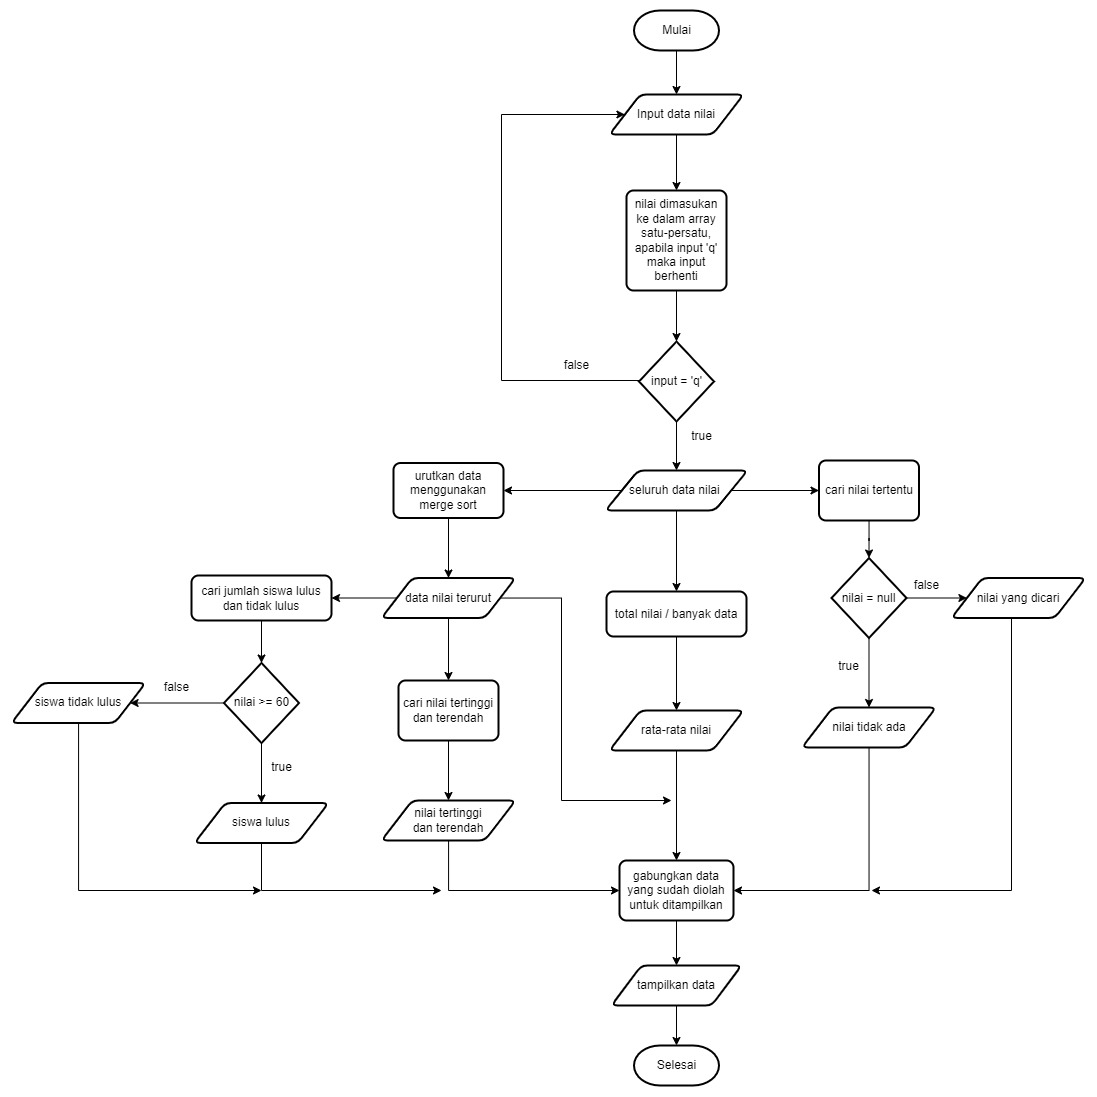 Mulai
Input data nilai
nilai dimasukan
ke dalam array
satu-persatu,
apabila input 'q'
maka input
berhenti
false
input = 'q'
true
urutkan data
menggunakan
merge sort
seluruh data nilai
cari nilai tertentu
cari jumlah siswa lulus
dan tidak lulus
data nilai terurut
total nilai / banyak data
nilai = null
false
nilai yang dicari
true
siswa tidak lulus
false
nilai >= 60
true
cari nilai tertinggi
dan terendah
rata-rata nilai
nilai tidak ada
siswa lulus
nilai tertinggi
dan terendah
gabungkan data
yang sudah diolah
untuk ditampilkan
tampilkan data
Selesai